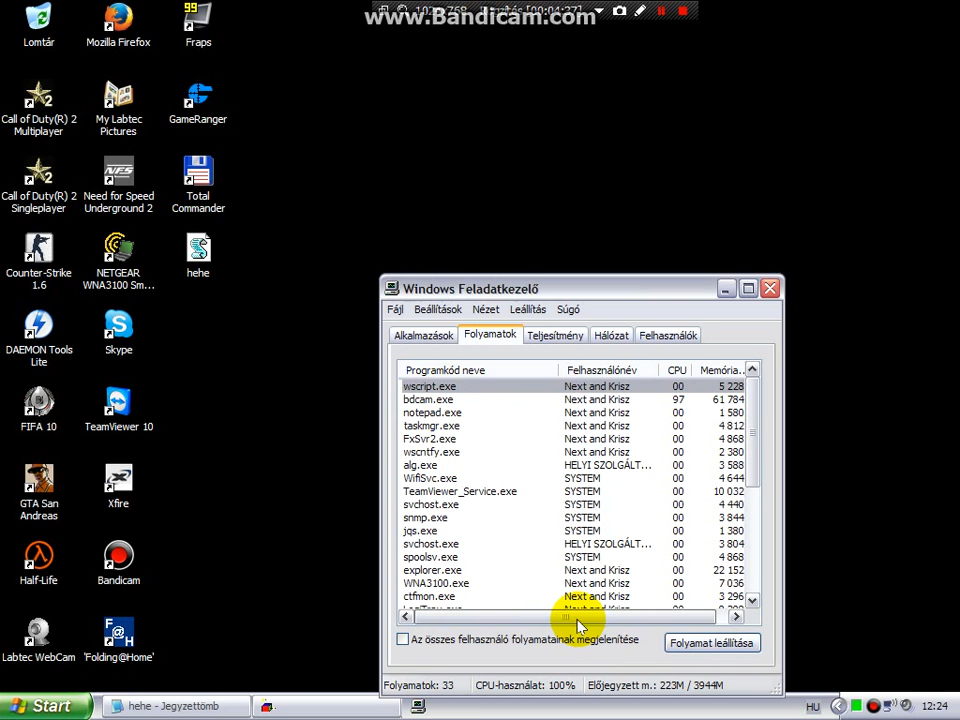 www.Bandicam.com
99
Lomtár
Mozilla Firefox
Fraps
Call of Duty(R) 2
Multiplayer
My Labtec
Pictures
GameRanger
Call of Duty(R) 2
Singleplayer
Need for Speed
Underground 2
Total
Commander
Counter-Strike
1.6
NETGEAR
WNA3100 Sm...
hehe
DAEMON Tools
Lite
Skype
FIFA 10
TeamViewer 10
GTA San
Andreas
Xfire
Half-Life
Bandicam
Labtec WebCam
'Folding@Home'
Windows Feladatkezelő
Fájl Beállítások Nézet Leállítás Súgó
Alkalmazások Folyamatok Teljesítmény Hálózat Felhasználók
Programkód neve Felhasználónév CPU Memória...
wscript.exe Next and Krisz 00 5 228
bdcam.exe Next and Krisz 97 61 784
notepad.exe Next and Krisz 00 1 580
taskmgr.exe Next and Krisz 00 4 812
FxSvr2.exe Next and Krisz 00 4 868
wscntfy.exe Next and Krisz 00 2 380
alg.exe HELYI SZOLGÁLT... 00 3 588
WifiSvc.exe SYSTEM 00 4 644
TeamViewer_Service.exe SYSTEM 00 10 032
svchost.exe SYSTEM 00 4 440
snmp.exe SYSTEM 00 3 844
jqs.exe SYSTEM 00 1 380
svchost.exe HELYI SZOLGÁLT... 00 3 588
spoolsv.exe SYSTEM 00 4 868
explorer.exe Next and Krisz 00 22 152
WNA3100.exe Next and Krisz 00 7 036
ctfmon.exe Next and Krisz 00 3 296
Az összes felhasználó folyamatainak megjelenítése
Folyamat leállítása
Folyamatok: 33 CPU-használat: 100% Előjegyzett m.: 223M / 3944M
Start hehe - Jegyzettömb HU 12:24